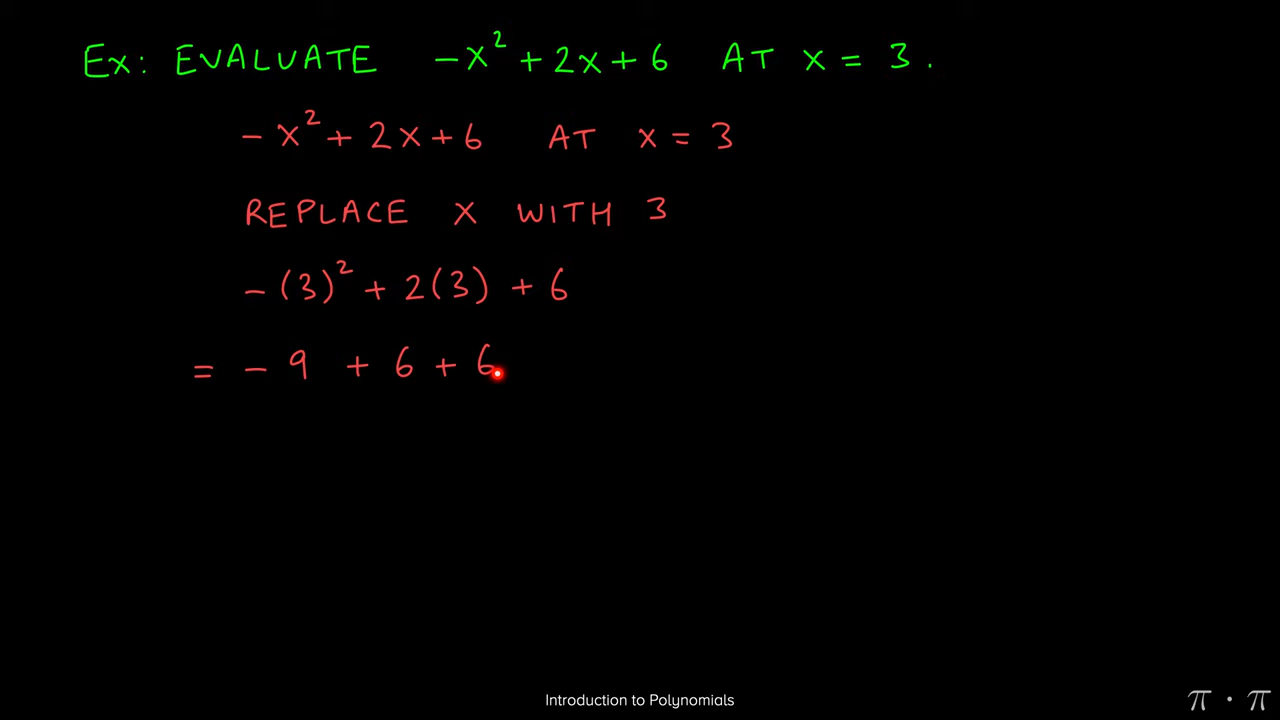 Ex: EVALUATE -x² + 2x + 6 AT x = 3.
-x² + 2x + 6 AT x = 3
REPLACE X WITH 3
-(3)² + 2(3) + 6
= -9 + 6 + 6
Introduction to Polynomials
π · π